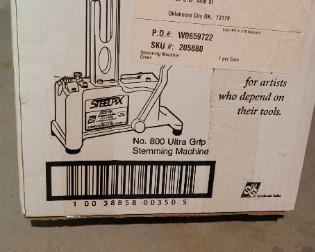 Oklahoma City OK, 73179
P.O.#: W0659722
SKU #: 205880
Stemming Machine
Green
1 per Case
for artists
who depend on
their tools.
STEELPIX
No. 800 Ultra Grip
Stemming Machine
1 00 38858 00350 5